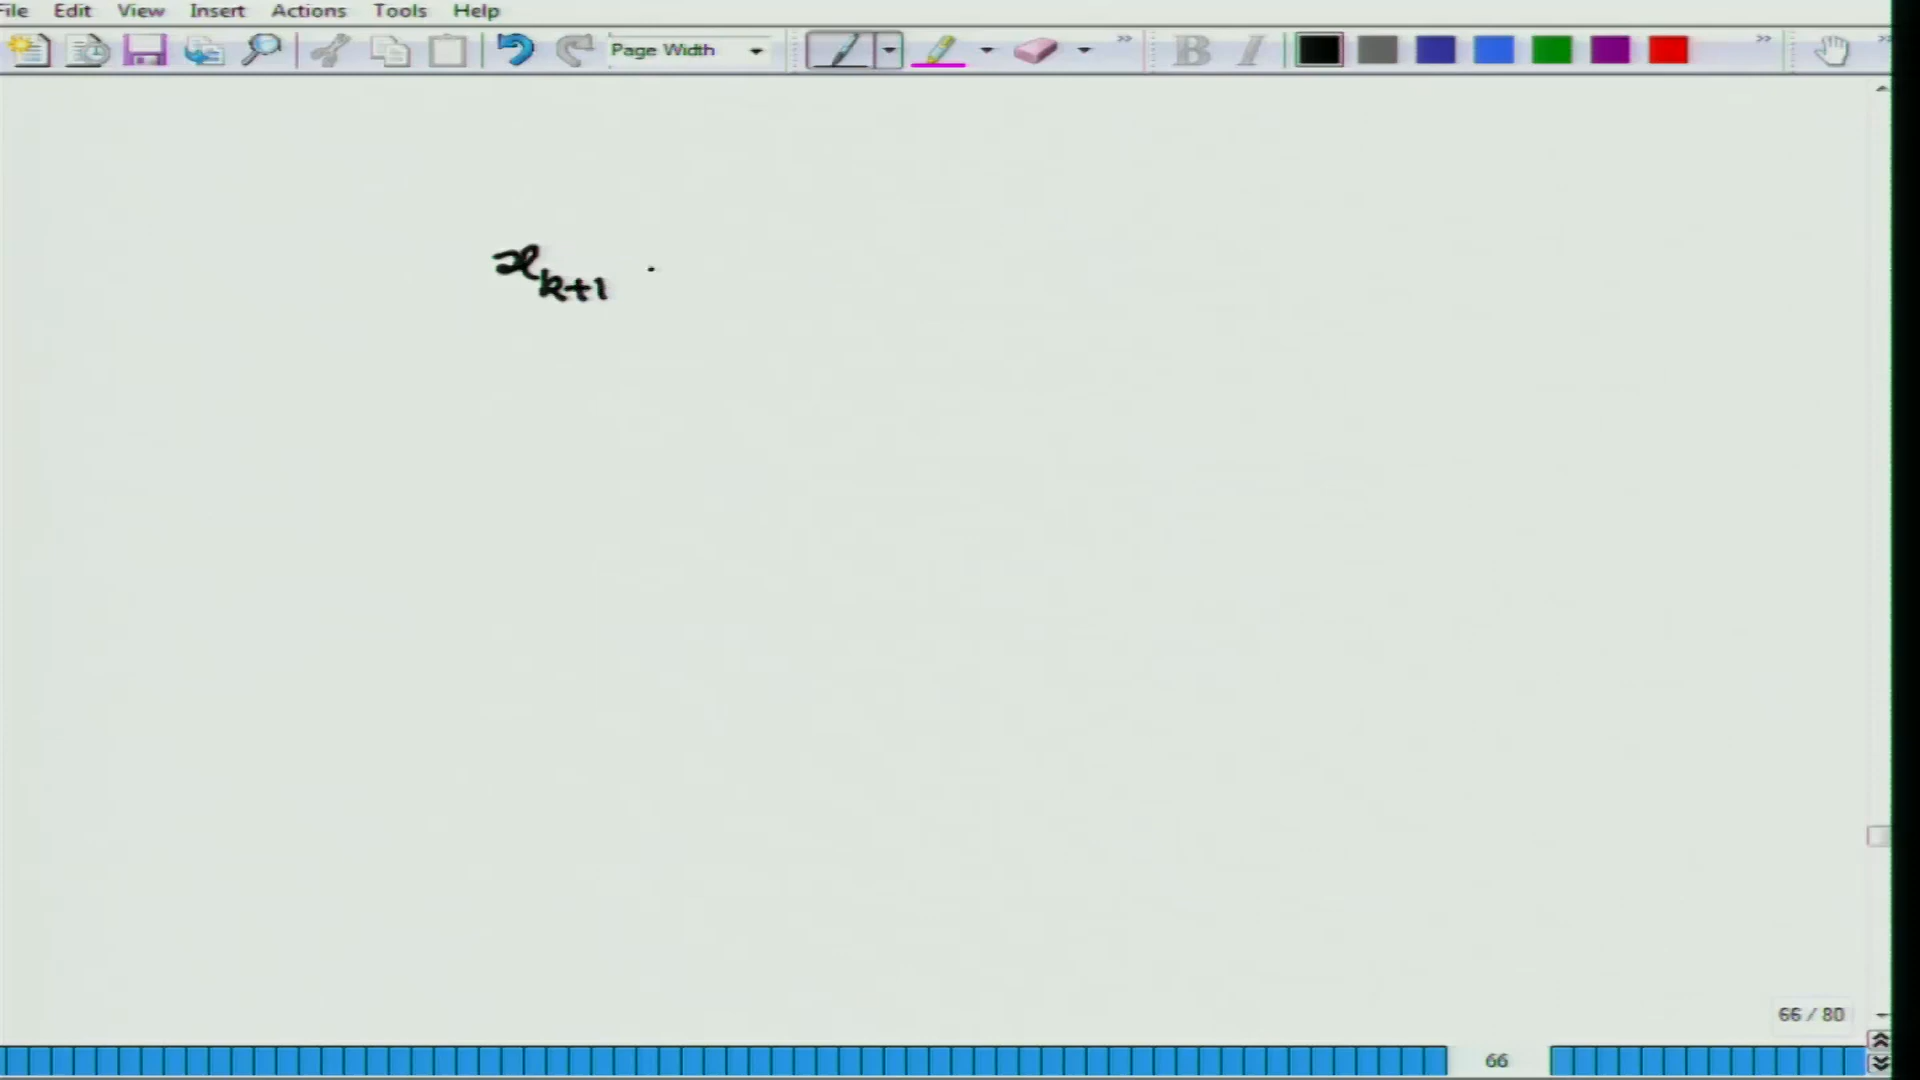 File Edit View Insert Actions Tools Help
Page Width B I
x_{k+1}
66 / 80
66